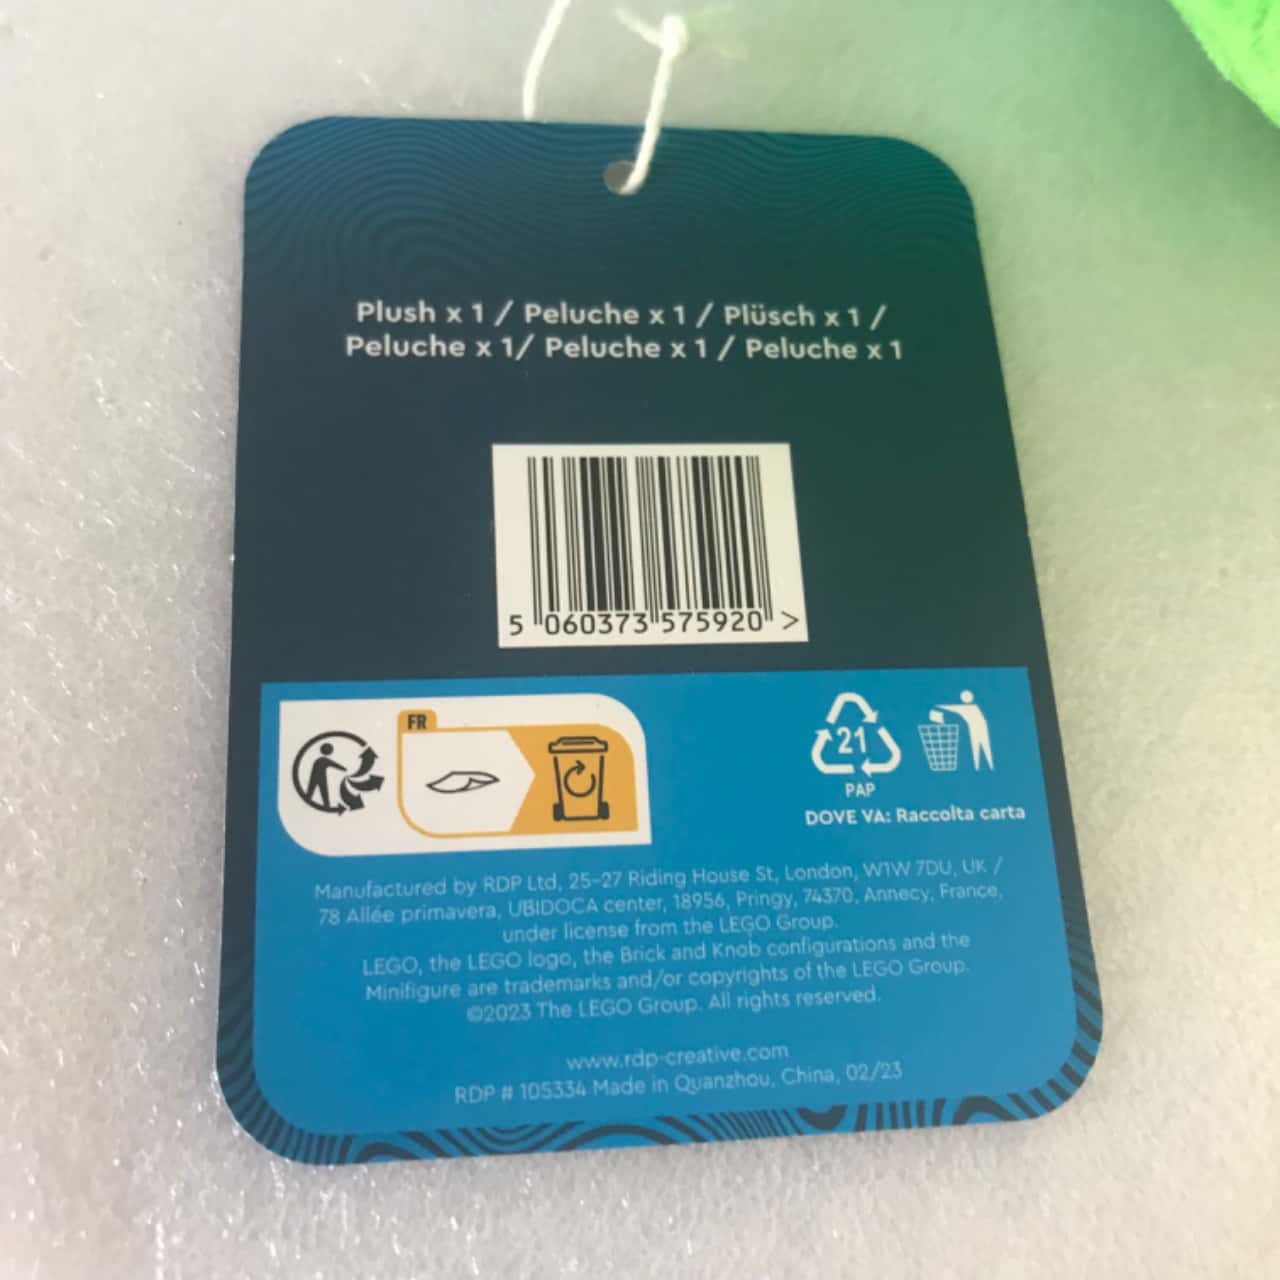 Plush x 1 / Peluche x 1 / Plüsch x 1 /
Peluche x 1/ Peluche x 1 / Peluche x 1
5 060373 575920 >
FR
21
PAP
DOVE VA: Raccolta carta
Manufactured by RDP Ltd, 25-27 Riding House St, London, W1W 7DU, UK /
78 Allée primavera, UBIDOCA center, 18956, Pringy, 74370, Annecy, France,
under license from the LEGO Group.
LEGO, the LEGO logo, the Brick and Knob configurations and the
Minifigure are trademarks and/or copyrights of the LEGO Group.
©2023 The LEGO Group. All rights reserved.
www.rdp-creative.com
RDP # 105334 Made in Quanzhou, China, 02/23